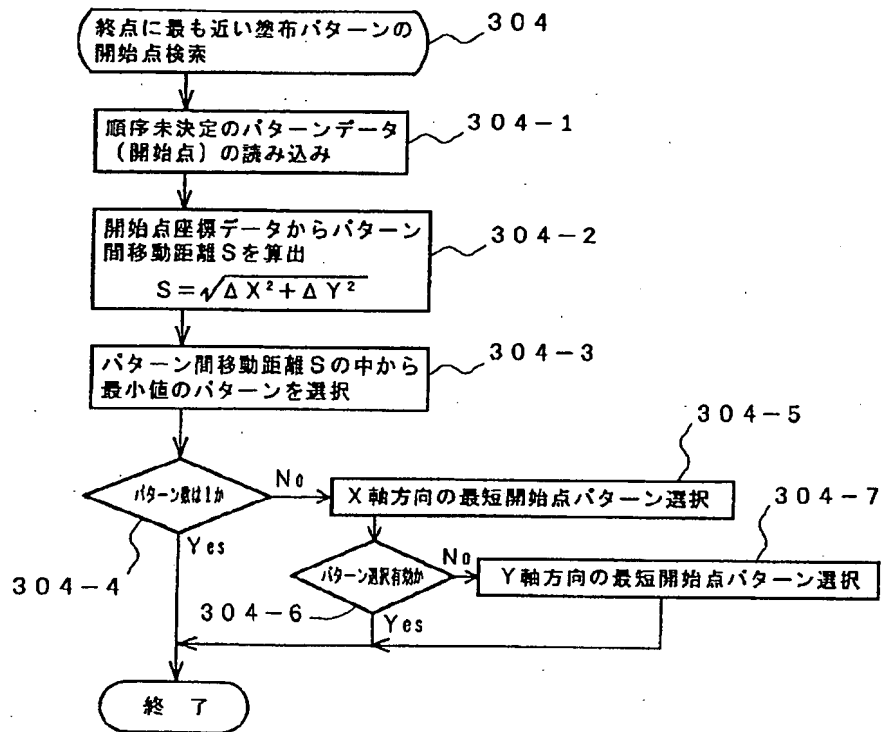 終点に最も近い塗布パターンの
開始点検索
304
順序未決定のパターンデータ
(開始点)の読み込み
304-1
開始点座標データからパターン
間移動距離Sを算出
S=√ΔX²+ΔY²
304-2
パターン間移動距離Sの中から
最小値のパターンを選択
304-3
パターン数は1か
No
Yes
304-4
X軸方向の最短開始点パターン選択
304-5
パターン選択有効か
No
Yes
304-6
Y軸方向の最短開始点パターン選択
304-7
終了